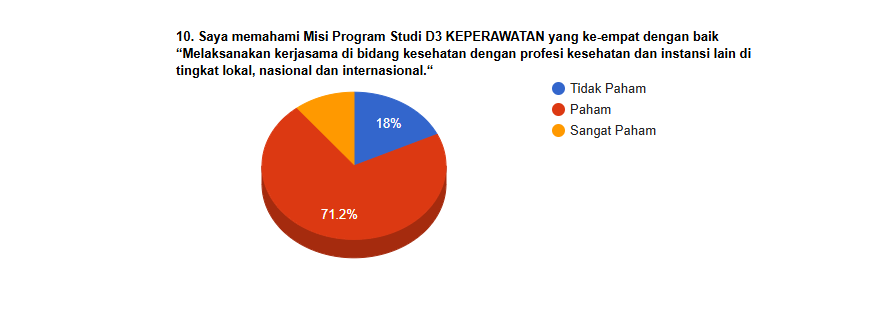 10. Saya memahami Misi Program Studi D3 KEPERAWATAN yang ke-empat dengan baik
“Melaksanakan kerjasama di bidang kesehatan dengan profesi kesehatan dan instansi lain di
tingkat lokal, nasional dan internasional.“
Tidak Paham
Paham
Sangat Paham
18%
71.2%